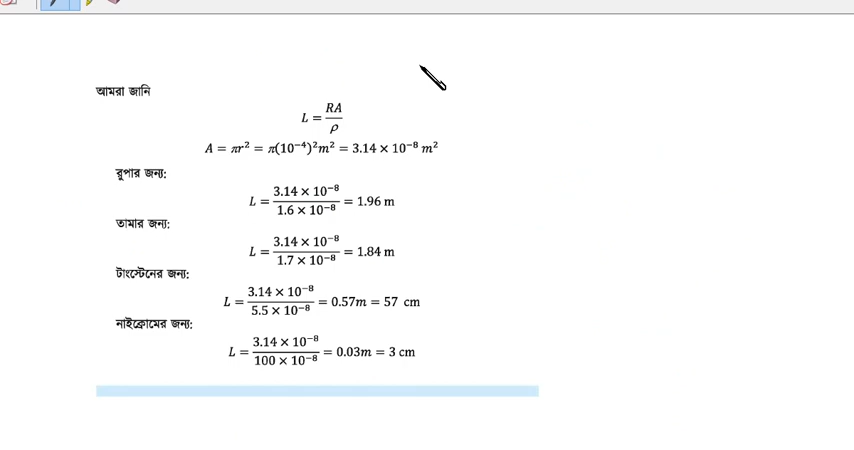 আমরা জানি
L = RA/ρ
A = πr² = π(10⁻⁴)²m² = 3.14 × 10⁻⁸ m²
রুপার জন্য:
L = 3.14 × 10⁻⁸/1.6 × 10⁻⁸ = 1.96 m
তামার জন্য:
L = 3.14 × 10⁻⁸/1.7 × 10⁻⁸ = 1.84 m
টাংস্টেনের জন্য:
L = 3.14 × 10⁻⁸/5.5 × 10⁻⁸ = 0.57m = 57 cm
নাইক্রোমের জন্য:
L = 3.14 × 10⁻⁸/100 × 10⁻⁸ = 0.03m = 3 cm